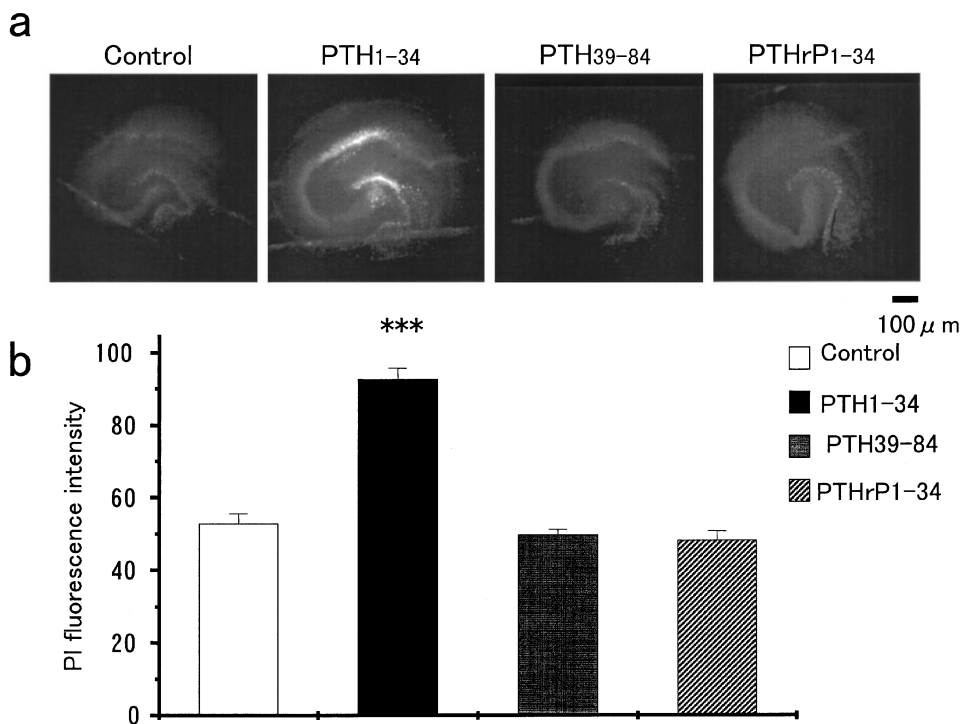 a
Control PTH1-34 PTH39-84 PTHrP1-34
100 μm
***
b
PI fluorescence intensity
100
80
60
40
20
0
Control
PTH1-34
PTH39-84
PTHrP1-34